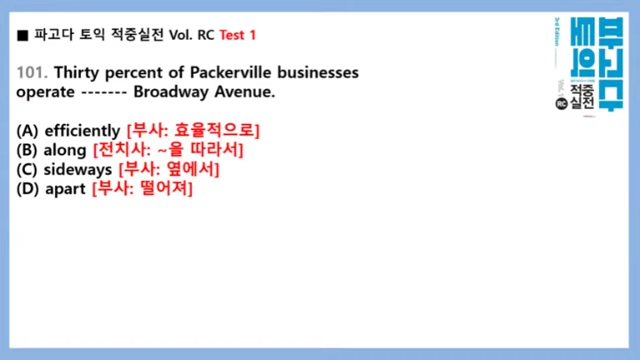 ■ 파고다 토익 적중실전 Vol. RC Test 1
101. Thirty percent of Packerville businesses
operate ------- Broadway Avenue.
(A) efficiently [부사: 효율적으로]
(B) along [전치사: ~을 따라서]
(C) sideways [부사: 옆에서]
(D) apart [부사: 떨어져]
파고다
토익
3rd Edition
적중
실전
RC